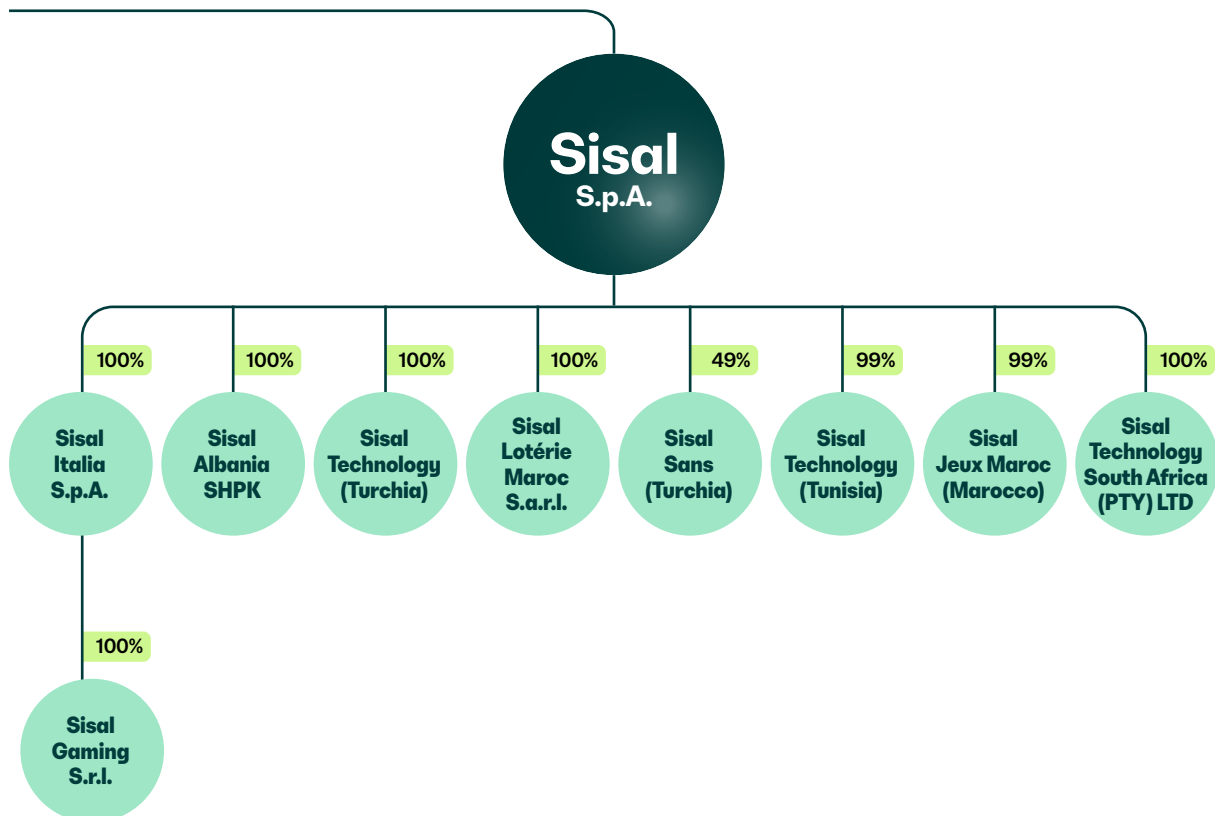 Sisal
S.p.A.
100%
100%
100%
100%
49%
99%
99%
100%
Sisal
Italia
S.p.A.
Sisal
Albania
SHPK
Sisal
Technology
(Turchia)
Sisal
Lotérie
Maroc
S.a.r.l.
Sisal
Sans
(Turchia)
Sisal
Technology
(Tunisia)
Sisal
Jeux Maroc
(Marocco)
Sisal
Technology
South Africa
(PTY) LTD
100%
Sisal
Gaming
S.r.l.